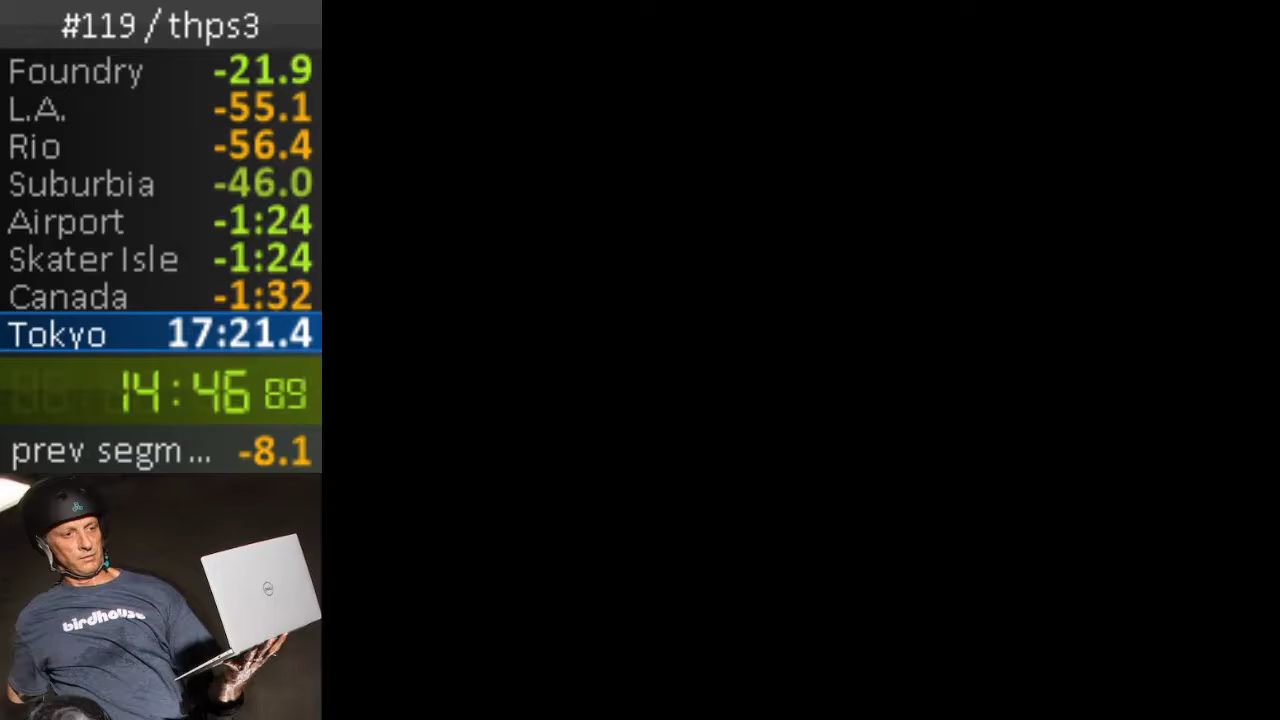 #119 / thps3
Foundry -21.9
L.A. -55.1
Rio -56.4
Suburbia -46.0
Airport -1:24
Skater Isle -1:24
Canada -1:32
Tokyo 17:21.4
14:46 89
prev segm... -8.1
birdhouse
DELL